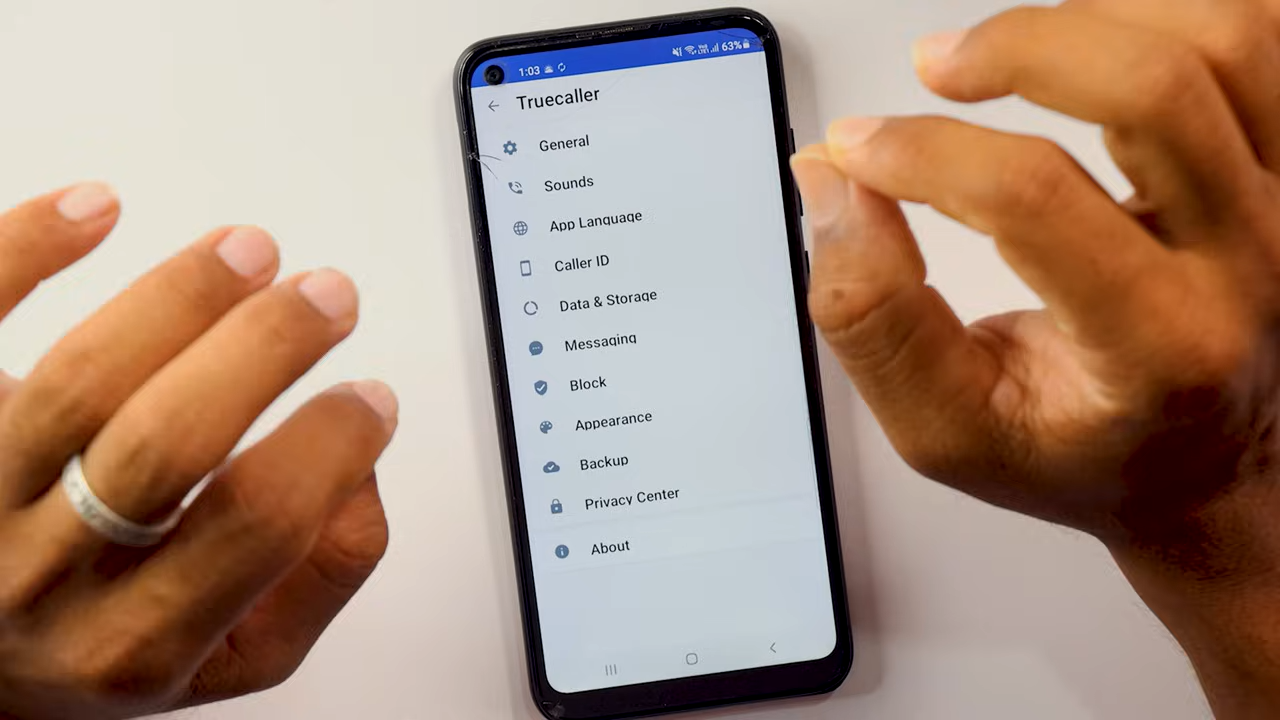 1:03
63%
Truecaller
General
Sounds
App Language
Caller ID
Data & Storage
Messaging
Block
Appearance
Backup
Privacy Center
About